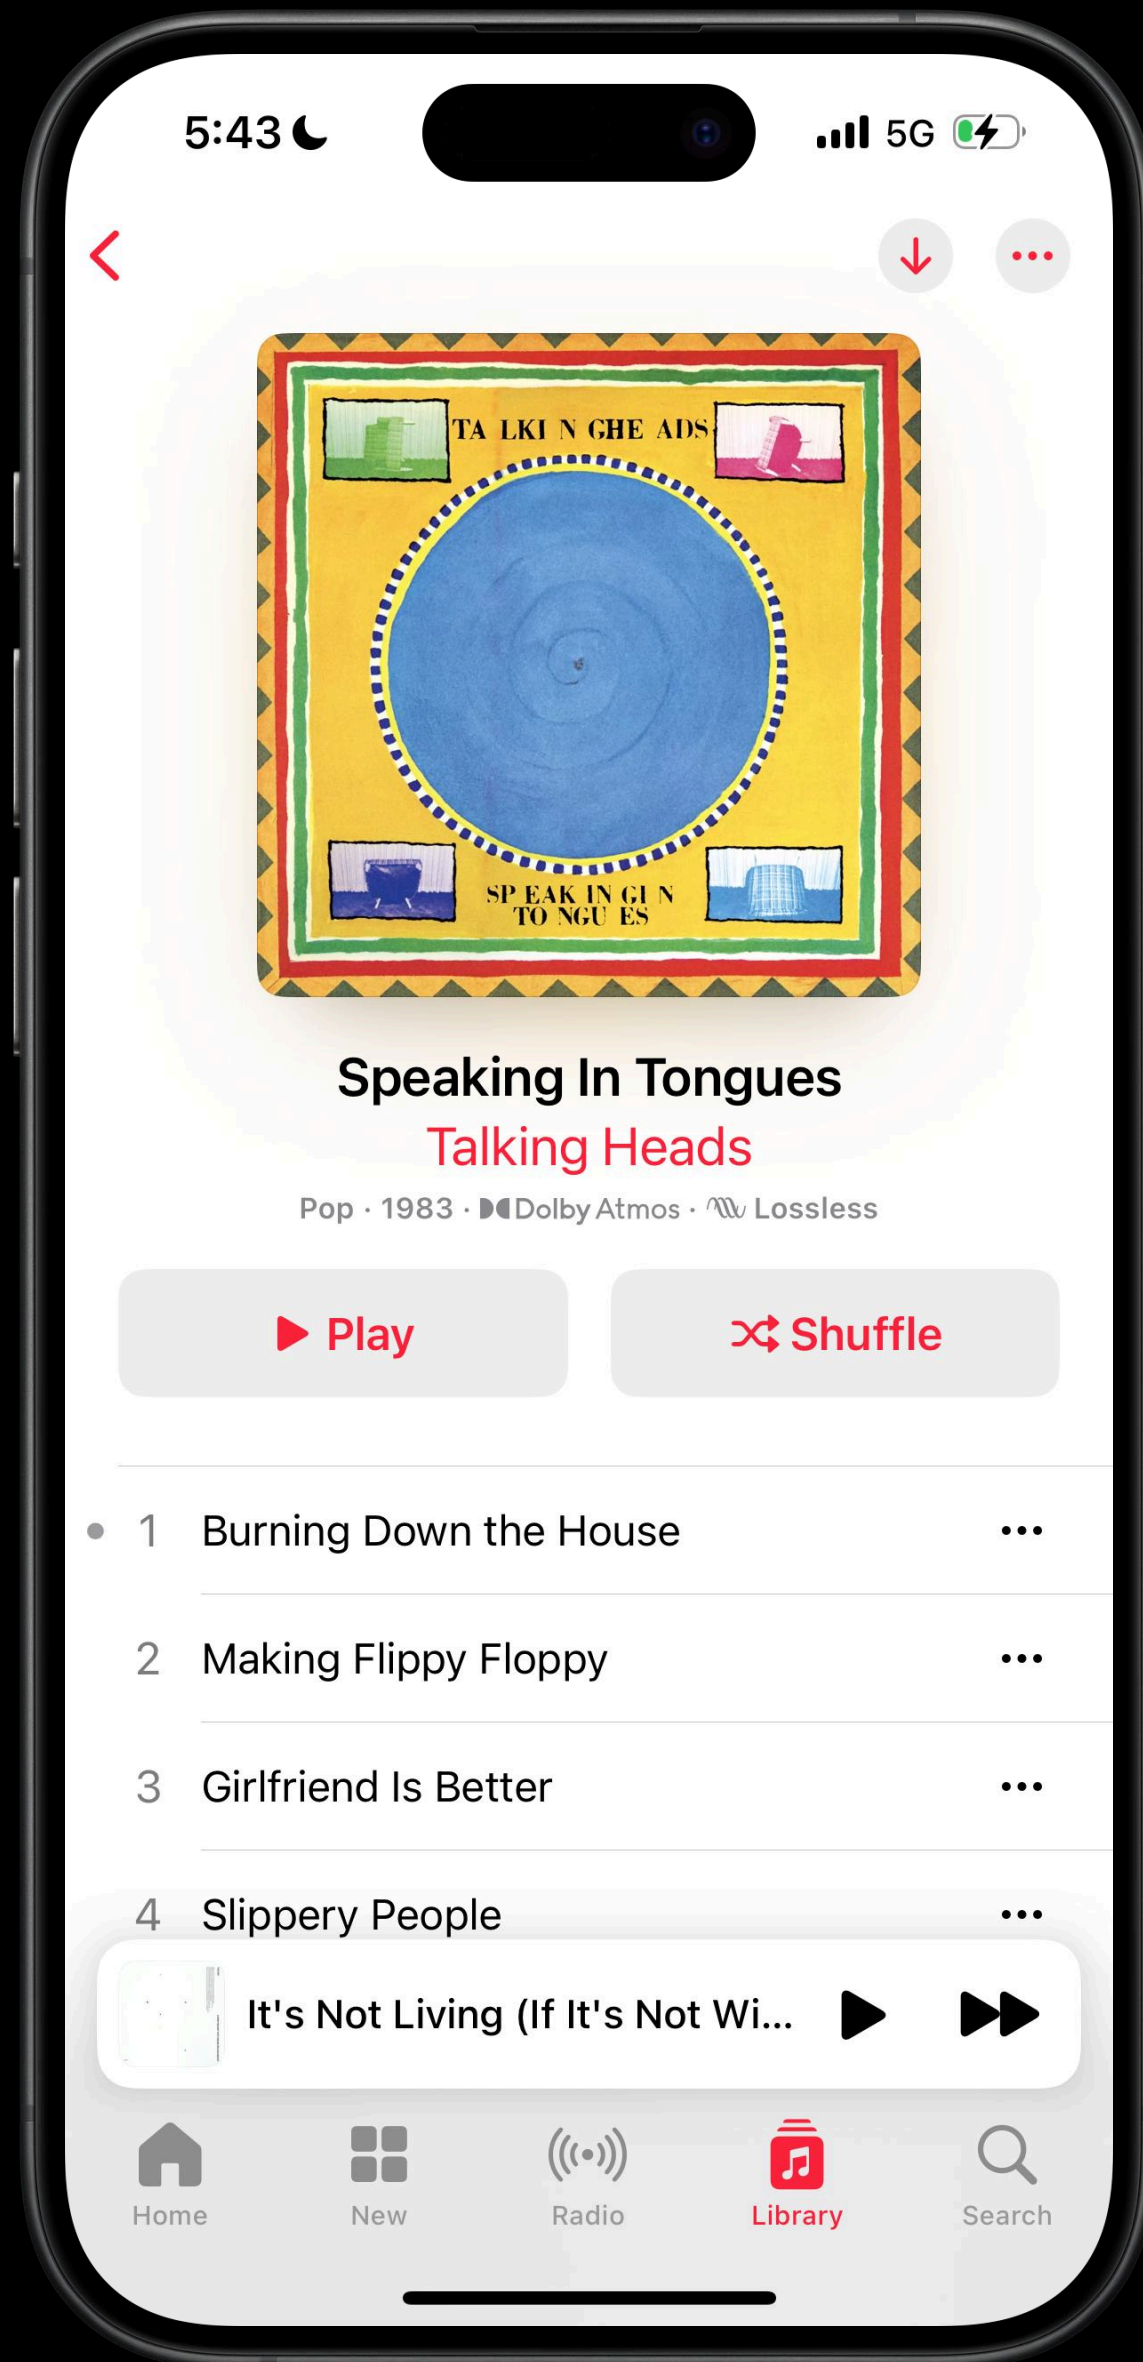 5:43
5G
TA LKI N GHE ADS
SP EAK IN GI N
TO NGU ES
Speaking In Tongues
Talking Heads
Pop · 1983 · Dolby Atmos · Lossless
Play
Shuffle
1 Burning Down the House
2 Making Flippy Floppy
3 Girlfriend Is Better
4 Slippery People
It's Not Living (If It's Not Wi...
Home
New
Radio
Library
Search